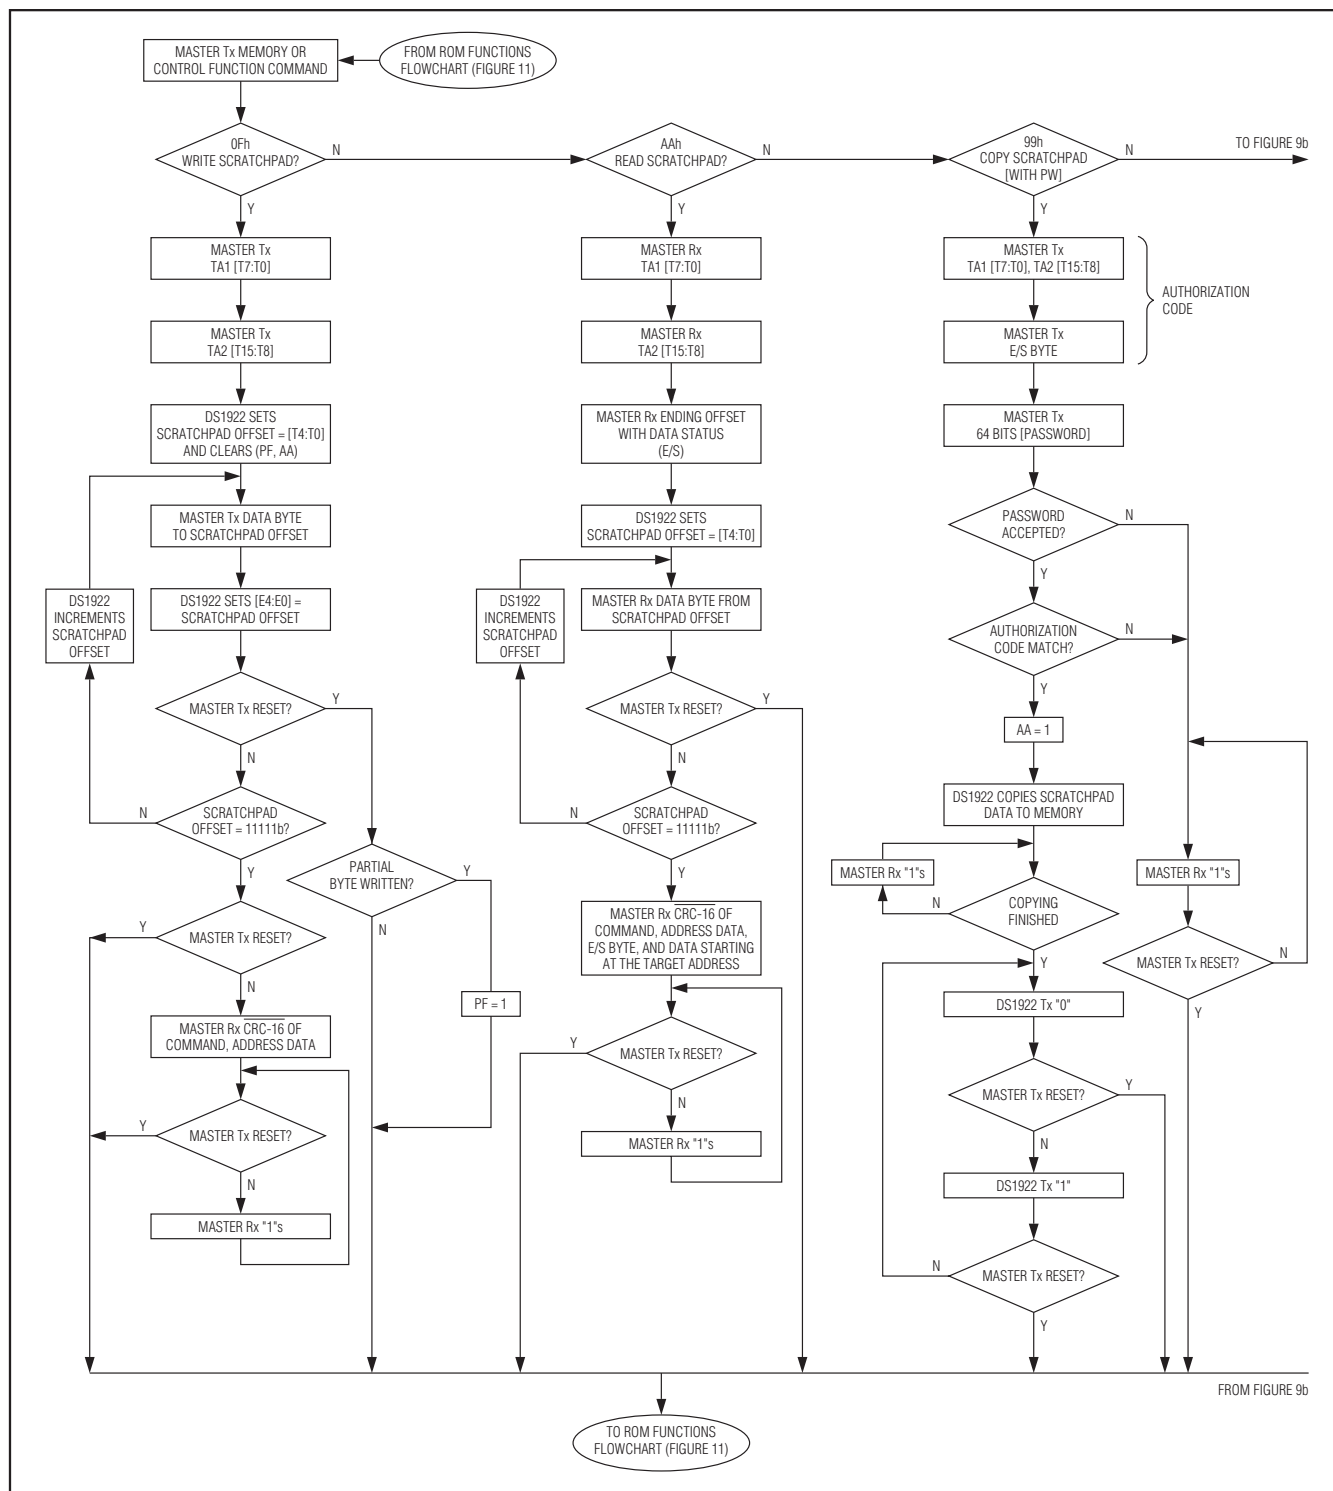 MASTER Tx MEMORY OR
CONTROL FUNCTION COMMAND
FROM ROM FUNCTIONS
FLOWCHART (FIGURE 11)
0Fh
WRITE SCRATCHPAD?
N
Y
AAh
READ SCRATCHPAD?
N
Y
99h
COPY SCRATCHPAD
[WITH PW]
N
Y
TO FIGURE 9b
MASTER Tx
TA1 [T7:T0]
MASTER Tx
TA2 [T15:T8]
DS1922 SETS
SCRATCHPAD OFFSET = [T4:T0]
AND CLEARS (PF, AA)
MASTER Tx DATA BYTE
TO SCRATCHPAD OFFSET
DS1922 SETS [E4:E0] =
SCRATCHPAD OFFSET
DS1922
INCREMENTS
SCRATCHPAD
OFFSET
MASTER Tx RESET?
Y
N
SCRATCHPAD
OFFSET = 11111b?
N
Y
PARTIAL
BYTE WRITTEN?
Y
N
PF = 1
MASTER Tx RESET?
Y
N
MASTER Rx CRC-16 OF
COMMAND, ADDRESS DATA
MASTER Tx RESET?
Y
N
MASTER Rx "1"s
MASTER Rx
TA1 [T7:T0]
MASTER Rx
TA2 [T15:T8]
MASTER Rx ENDING OFFSET
WITH DATA STATUS
(E/S)
DS1922 SETS
SCRATCHPAD OFFSET = [T4:T0]
MASTER Rx DATA BYTE FROM
SCRATCHPAD OFFSET
DS1922
INCREMENTS
SCRATCHPAD
OFFSET
MASTER Tx RESET?
Y
N
SCRATCHPAD
OFFSET = 11111b?
N
Y
MASTER Rx CRC-16 OF
COMMAND, ADDRESS DATA,
E/S BYTE, AND DATA STARTING
AT THE TARGET ADDRESS
MASTER Tx RESET?
Y
N
MASTER Rx "1"s
MASTER Tx
TA1 [T7:T0], TA2 [T15:T8]
MASTER Tx
E/S BYTE
AUTHORIZATION
CODE
MASTER Tx
64 BITS [PASSWORD]
PASSWORD
ACCEPTED?
N
Y
AUTHORIZATION
CODE MATCH?
N
Y
AA = 1
DS1922 COPIES SCRATCHPAD
DATA TO MEMORY
MASTER Rx "1"s
COPYING
FINISHED
N
Y
MASTER Rx "1"s
MASTER Tx RESET?
N
Y
DS1922 Tx "0"
MASTER Tx RESET?
Y
N
DS1922 Tx "1"
MASTER Tx RESET?
N
Y
FROM FIGURE 9b
TO ROM FUNCTIONS
FLOWCHART (FIGURE 11)